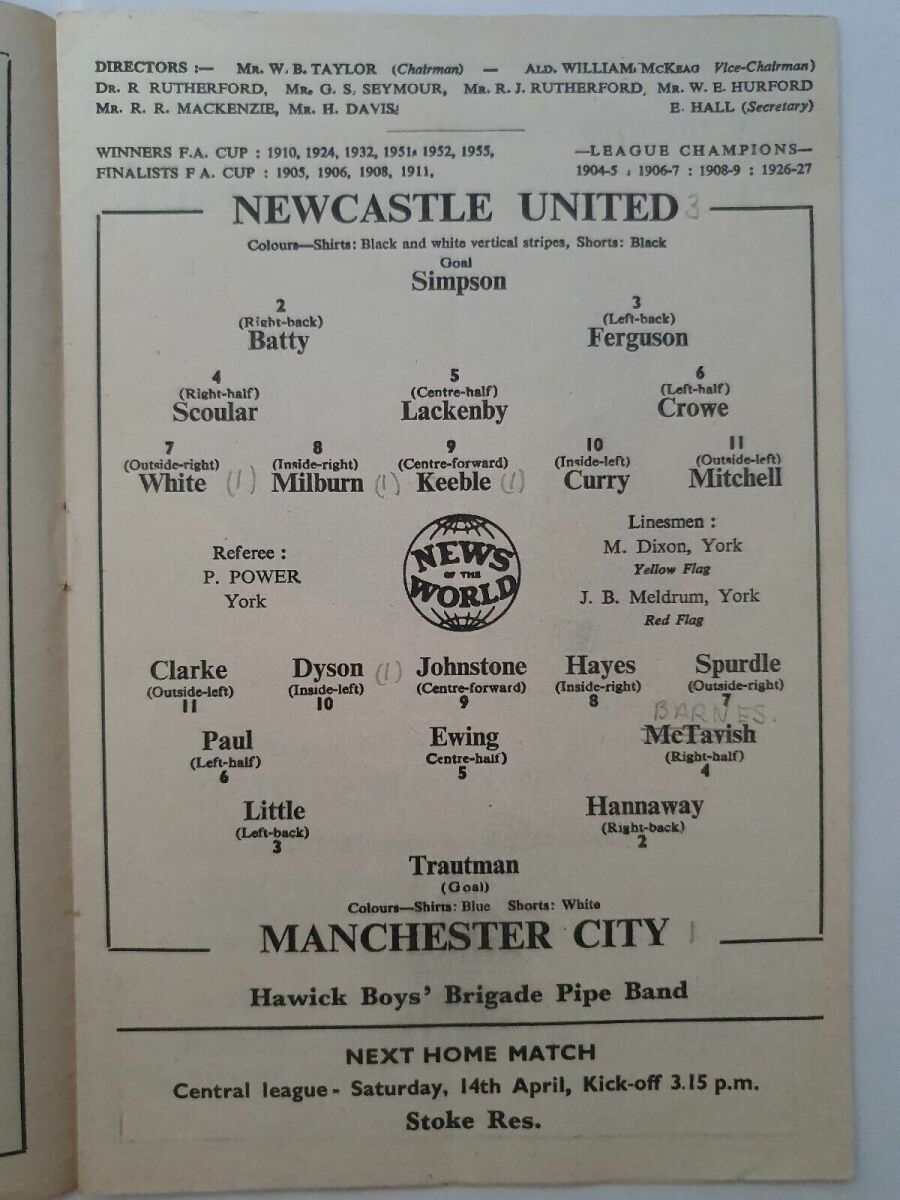 DIRECTORS :— MR. W. B. TAYLOR (Chairman) — ALD. WILLIAM. McKEAG Vice-Chairman)
DR. R RUTHERFORD, MR. G. S. SEYMOUR, MR. R. J. RUTHERFORD, MR. W. E. HURFORD
MR. R. R. MACKENZIE, MR. H. DAVIS; E. HALL (Secretary)
WINNERS F.A. CUP : 1910, 1924, 1932, 1951, 1952, 1955, —LEAGUE CHAMPIONS—
FINALISTS F A. CUP : 1905, 1906, 1908, 1911, 1904-5 : 1906-7 : 1908-9 : 1926-27
NEWCASTLE UNITED 3
Colours—Shirts: Black and white vertical stripes, Shorts: Black
Goal
Simpson
2 3
(Right-back) (Left-back)
Batty Ferguson
4 5 6
(Right-half) (Centre-half) (Left-half)
Scoular Lackenby Crowe
7 8 9 10 11
(Outside-right) (Inside-right) (Centre-forward) (Inside-left) (Outside-left)
White (1) Milburn (1) Keeble (1) Curry Mitchell
Referee :
P. POWER
York
NEWS
OF THE
WORLD
Linesmen :
M. Dixon, York
Yellow Flag
J. B. Meldrum, York
Red Flag
Clarke Dyson (1) Johnstone Hayes Spurdle
(Outside-left) (Inside-left) (Centre-forward) (Inside-right) (Outside-right)
11 10 9 8 7
BARNES.
Paul Ewing McTavish
(Left-half) Centre-half) (Right-half)
6 5 4
Little Hannaway
(Left-back) (Right-back)
3 2
Trautman
(Goal)
Colours—Shirts: Blue Shorts: White
MANCHESTER CITY 1
Hawick Boys' Brigade Pipe Band
NEXT HOME MATCH
Central league - Saturday, 14th April, Kick-off 3.15 p.m.
Stoke Res.